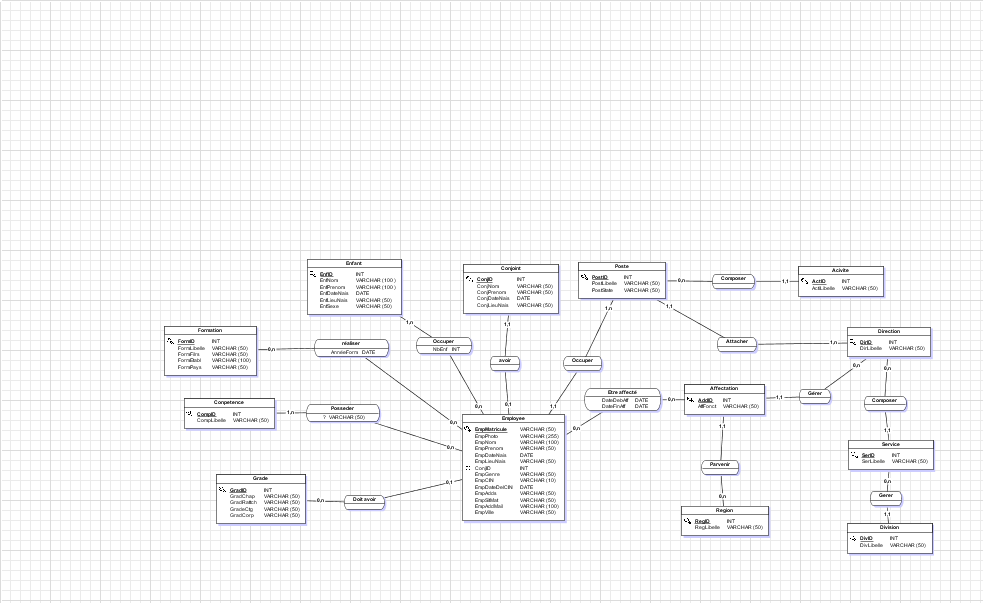 Enfant
EnfID INT
EnfNom VARCHAR (100)
EnfPrenom VARCHAR (100)
EnfDateNais DATE
EnfLieuNais VARCHAR (50)
EnfSexe VARCHAR (50)
1,n
Conjoint
ConjID INT
ConjNom VARCHAR (50)
ConjPrenom VARCHAR (50)
ConjDateNais DATE
ConjLieuNais VARCHAR (50)
1,1
Poste
PostID INT
PostLibelle VARCHAR (50)
PostState VARCHAR (50)
0,n
Composer
1,1
Acivite
ActID INT
ActLibelle VARCHAR (50)
1,n
1,1
Formation
FormID INT
FormLibelle VARCHAR (50)
FormFlra VARCHAR (50)
FormEtabl VARCHAR (100)
FormPays VARCHAR (50)
0,n
réaliser
AnnéeForm DATE
0,n
Occuper
NbEnf INT
0,n
avoir
0,1
Occuper
1,1
Attacher
1,n
Direction
DirID INT
DirLibelle VARCHAR (50)
0,n
0,n
Competence
CompID INT
CompLibelle VARCHAR (50)
1,n
Posseder
? VARCHAR (50)
0,n
Etre affecté
DateDebAff DATE
DateFinAff DATE
0,n
0,n
Affectation
AddID INT
AffFonct VARCHAR (50)
1,1
Gérer
1,1
Composer
1,1
Employee
EmpMatricule VARCHAR (50)
EmpPhoto VARCHAR (255)
EmpNom VARCHAR (100)
EmpPrenom VARCHAR (50)
EmpDateNais DATE
EmpLieuNais VARCHAR (50)
ConjID INT
EmpGenre VARCHAR (50)
EmpCIN VARCHAR (10)
EmpDateDelCIN DATE
EmpAdds VARCHAR (50)
EmpSitMat VARCHAR (50)
EmpAddMail VARCHAR (100)
EmpVille VARCHAR (50)
Service
SerID INT
SerLibelle VARCHAR (50)
0,n
Parvenir
0,n
Grade
GradID INT
GradChap VARCHAR (50)
GradRattch VARCHAR (50)
GradeCtg VARCHAR (50)
GradCorp VARCHAR (50)
0,n
Doit avoir
0,1
Region
RegID INT
RegLibelle VARCHAR (50)
Gerer
1,1
Division
DivID INT
DivLibelle VARCHAR (50)